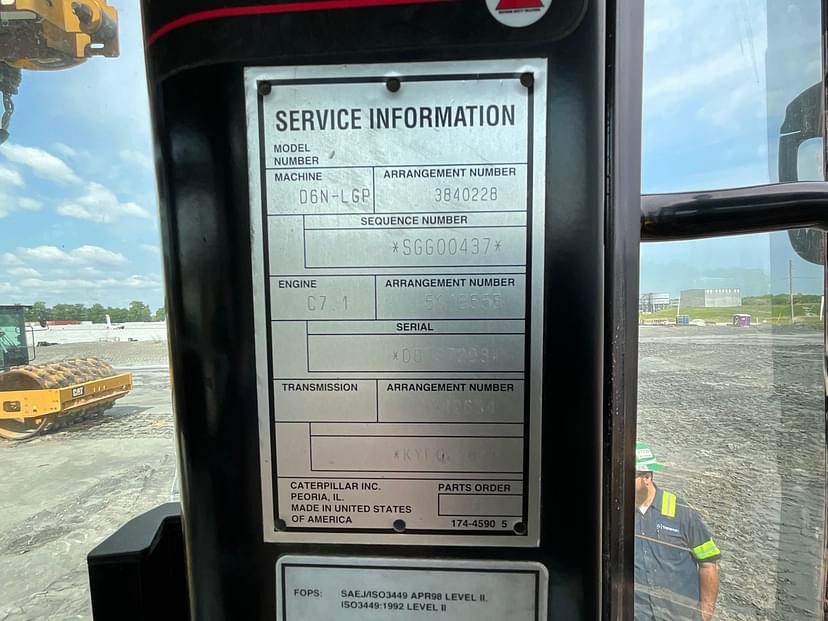 SERVICE INFORMATION
MODEL
NUMBER
MACHINE ARRANGEMENT NUMBER
D6N-LGP 3840228
SEQUENCE NUMBER
*SGG00437*
ENGINE ARRANGEMENT NUMBER
C7.1
SERIAL
TRANSMISSION ARRANGEMENT NUMBER
CATERPILLAR INC. PARTS ORDER
PEORIA, IL.
MADE IN UNITED STATES
OF AMERICA 174-4590 5
FOPS: SAEJ/ISO3449 APR98 LEVEL II.
ISO3449:1992 LEVEL II
CAT